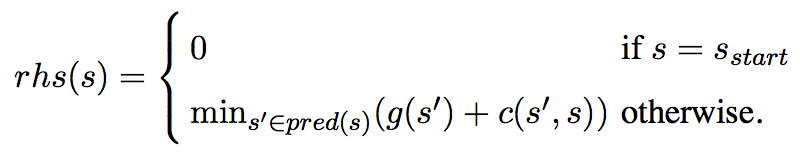 0 if s = s_start
rhs(s) = {
min_{s'∈pred(s)}(g(s') + c(s', s)) otherwise.